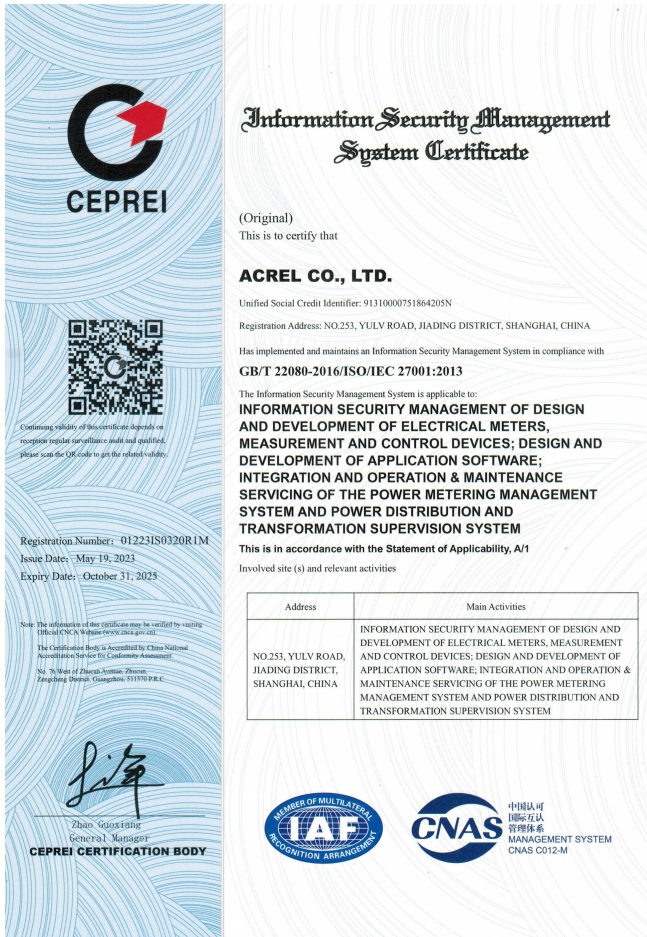 CEPREI
Information Security Management
System Certificate
(Original)
This is to certify that
ACREL CO., LTD.
Unified Social Credit Identifier: 91310000751864205N
Registration Address: NO.253, YULV ROAD, JIADING DISTRICT, SHANGHAI, CHINA
Has implemented and maintains an Information Security Management System in compliance with
GB/T 22080-2016/ISO/IEC 27001:2013
The Information Security Management System is applicable to:
INFORMATION SECURITY MANAGEMENT OF DESIGN
AND DEVELOPMENT OF ELECTRICAL METERS,
MEASUREMENT AND CONTROL DEVICES; DESIGN AND
DEVELOPMENT OF APPLICATION SOFTWARE;
INTEGRATION AND OPERATION & MAINTENANCE
SERVICING OF THE POWER METERING MANAGEMENT
SYSTEM AND POWER DISTRIBUTION AND
TRANSFORMATION SUPERVISION SYSTEM
This is in accordance with the Statement of Applicability, A/1
Involved site (s) and relevant activities
Address
Main Activities
NO.253, YULV ROAD,
JIADING DISTRICT,
SHANGHAI, CHINA
INFORMATION SECURITY MANAGEMENT OF DESIGN AND
DEVELOPMENT OF ELECTRICAL METERS, MEASUREMENT
AND CONTROL DEVICES; DESIGN AND DEVELOPMENT OF
APPLICATION SOFTWARE; INTEGRATION AND OPERATION &
MAINTENANCE SERVICING OF THE POWER METERING
MANAGEMENT SYSTEM AND POWER DISTRIBUTION AND
TRANSFORMATION SUPERVISION SYSTEM
Continuing validity of this certificate depends on
reception regular surveillance audit and qualified,
please scan the QR code to get the related validity.
Registration Number: 01223IS0320R1M
Issue Date: May 19, 2023
Expiry Date: October 31, 2025
Note: The information of this certificate may be verified by visiting
Official CNCA Website (www.cnca.gov.cn).
The Certification Body is Accredited by China National
Accreditation Service for Conformity Assessment.
No. 76 West of Zhucun Avenue, Zhucun,
Zengcheng District, Guangzhou, 511370 P.R.C
Zhao Guoxiang
General Manager
CEPREI CERTIFICATION BODY
MEMBER OF MULTILATERAL
IAF
RECOGNITION ARRANGEMENT
CNAS
中国认可
国际互认
管理体系
MANAGEMENT SYSTEM
CNAS C012-M